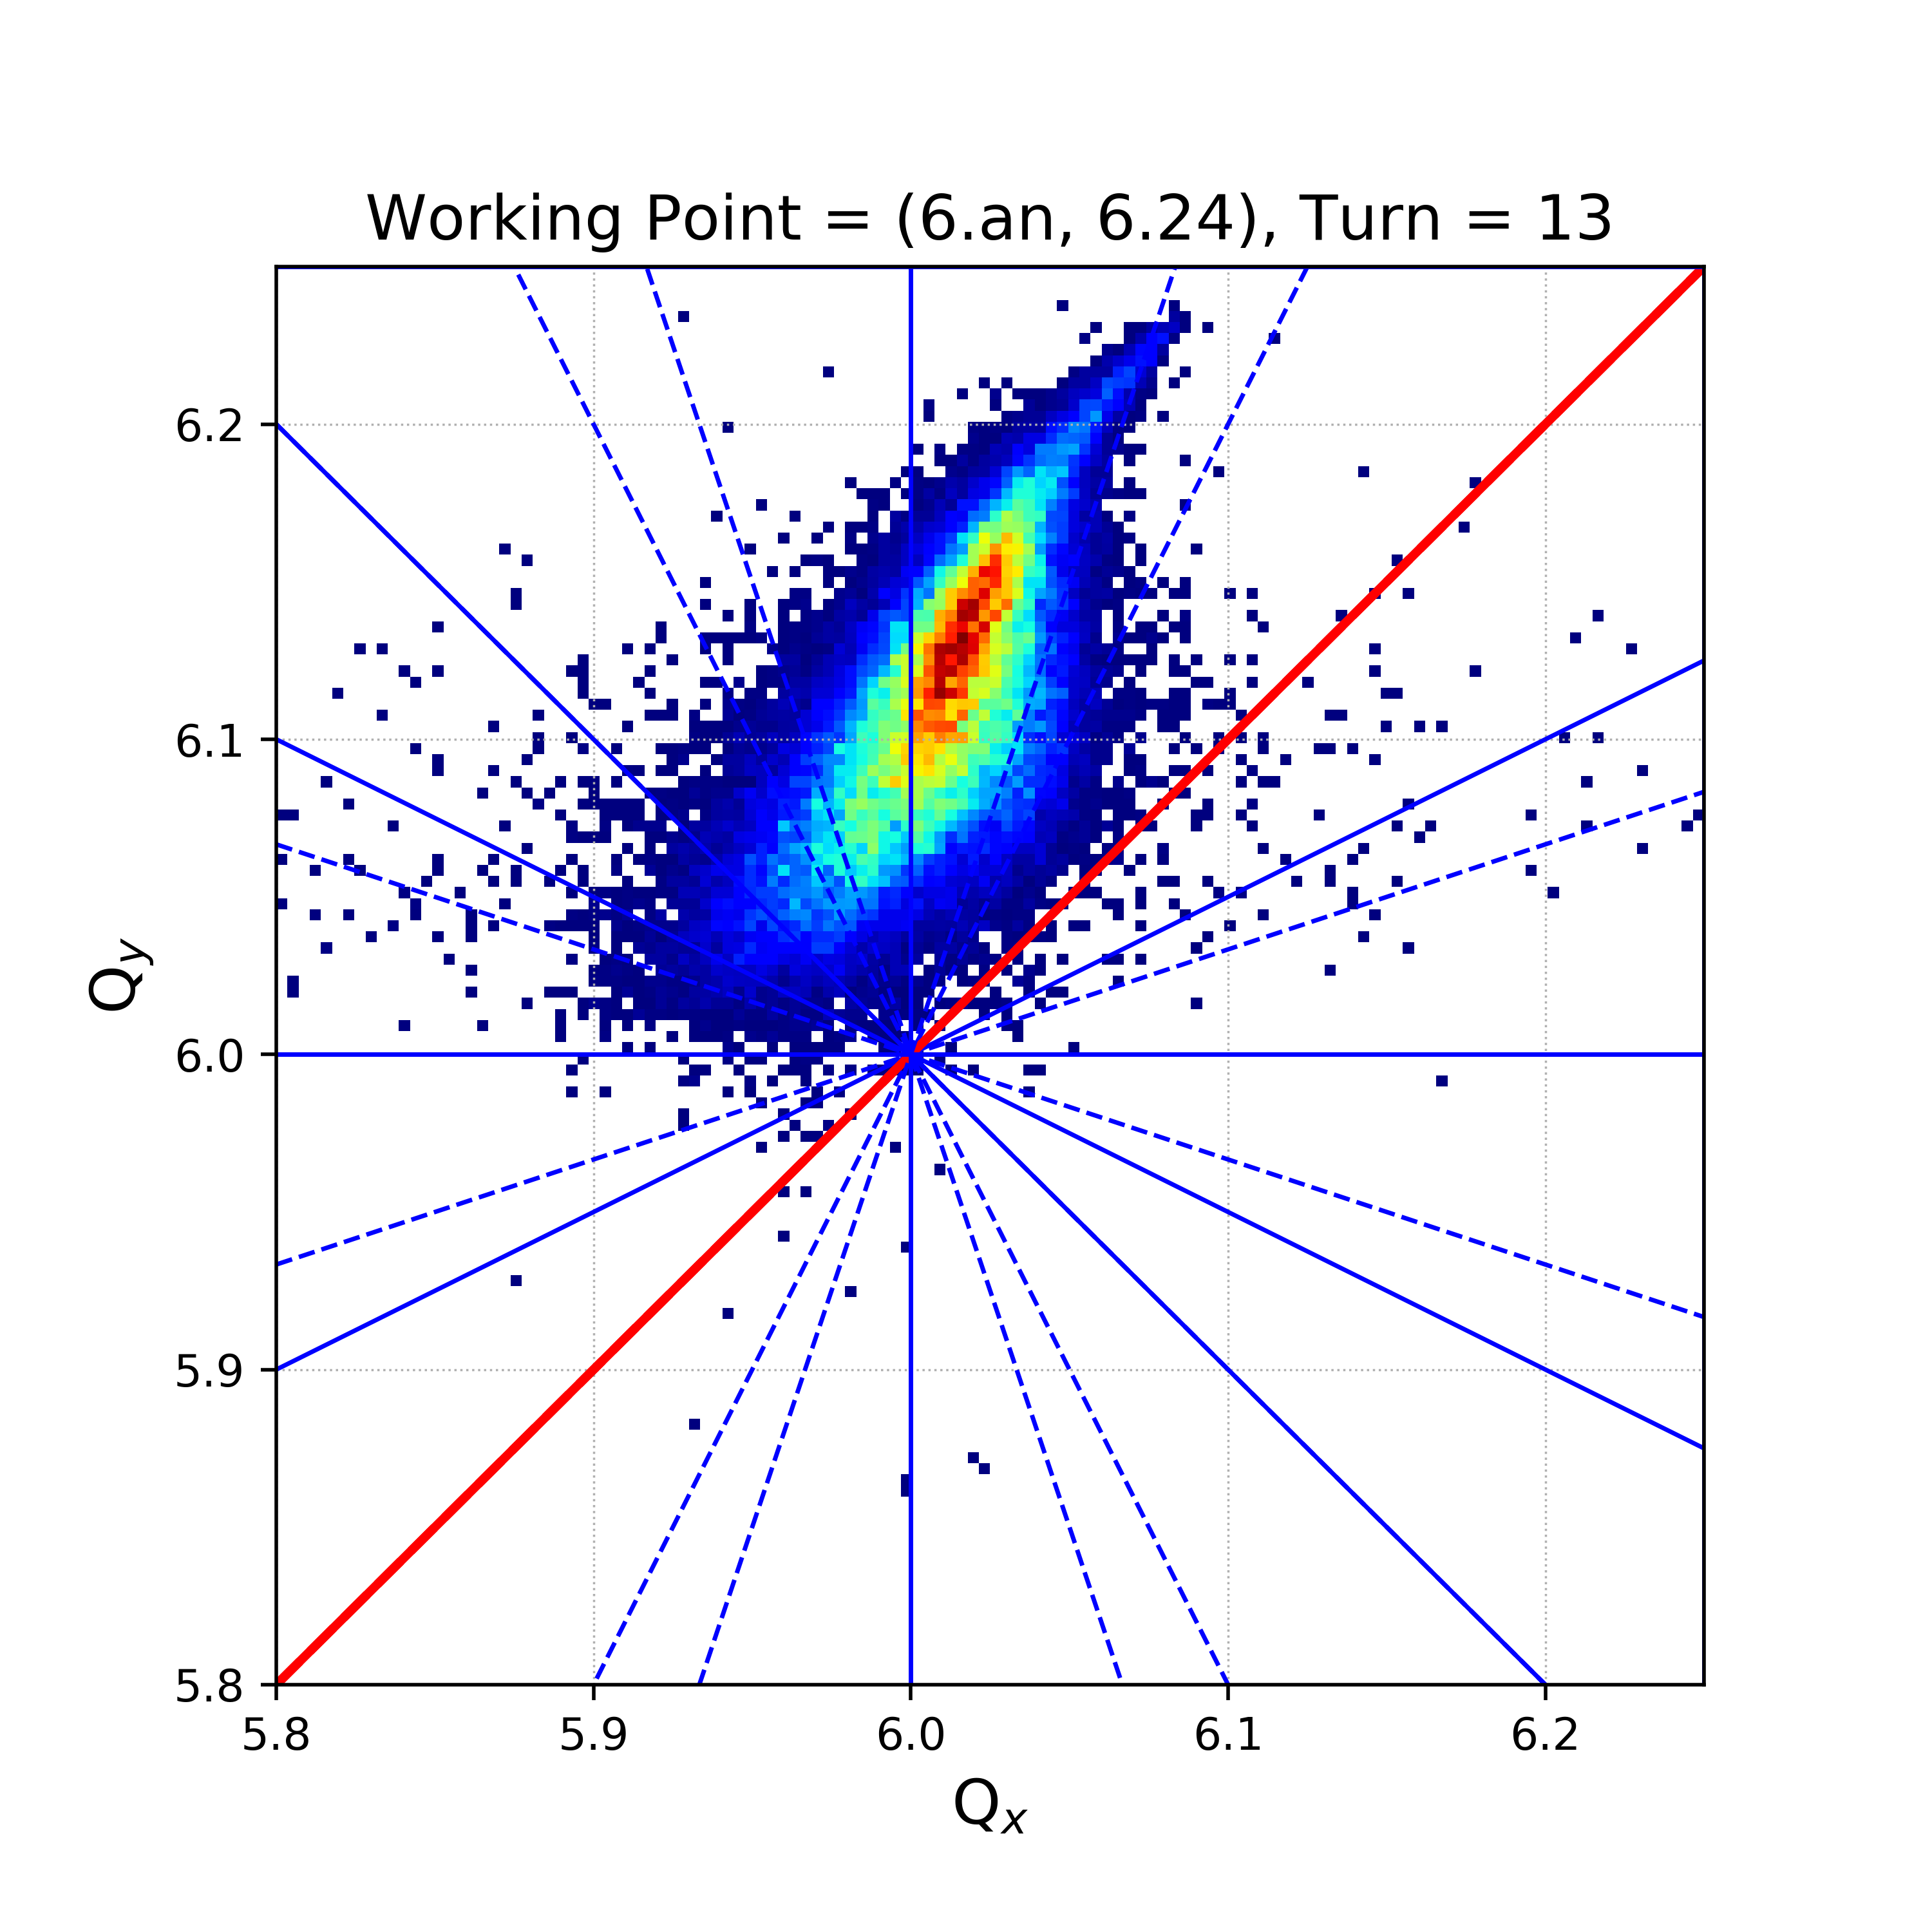 Working Point = (6.an, 6.24), Turn = 13
6.2
6.1
6.0
5.9
5.8
Qy
5.8 5.9 6.0 6.1 6.2
Qx